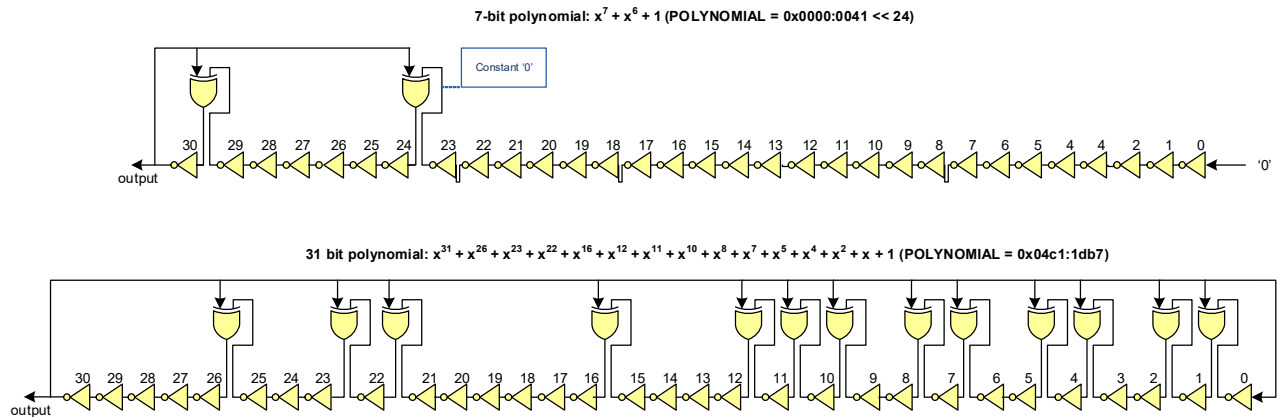 7-bit polynomial: x⁷ + x⁶ + 1 (POLYNOMIAL = 0x0000:0041 << 24)
Constant ‘0’
30 29 28 27 26 25 24 23 22 21 20 19 18 17 16 15 14 13 12 11 10 9 8 7 6 5 4 4 2 1 0
output
‘0’
31 bit polynomial: x³¹ + x²⁶ + x²³ + x²² + x¹⁶ + x¹² + x¹¹ + x¹⁰ + x⁸ + x⁷ + x⁵ + x⁴ + x² + x + 1 (POLYNOMIAL = 0x04c1:1db7)
30 29 28 27 26 25 24 23 22 21 20 19 18 17 16 15 14 13 12 11 10 9 8 7 6 5 4 3 2 1 0
output